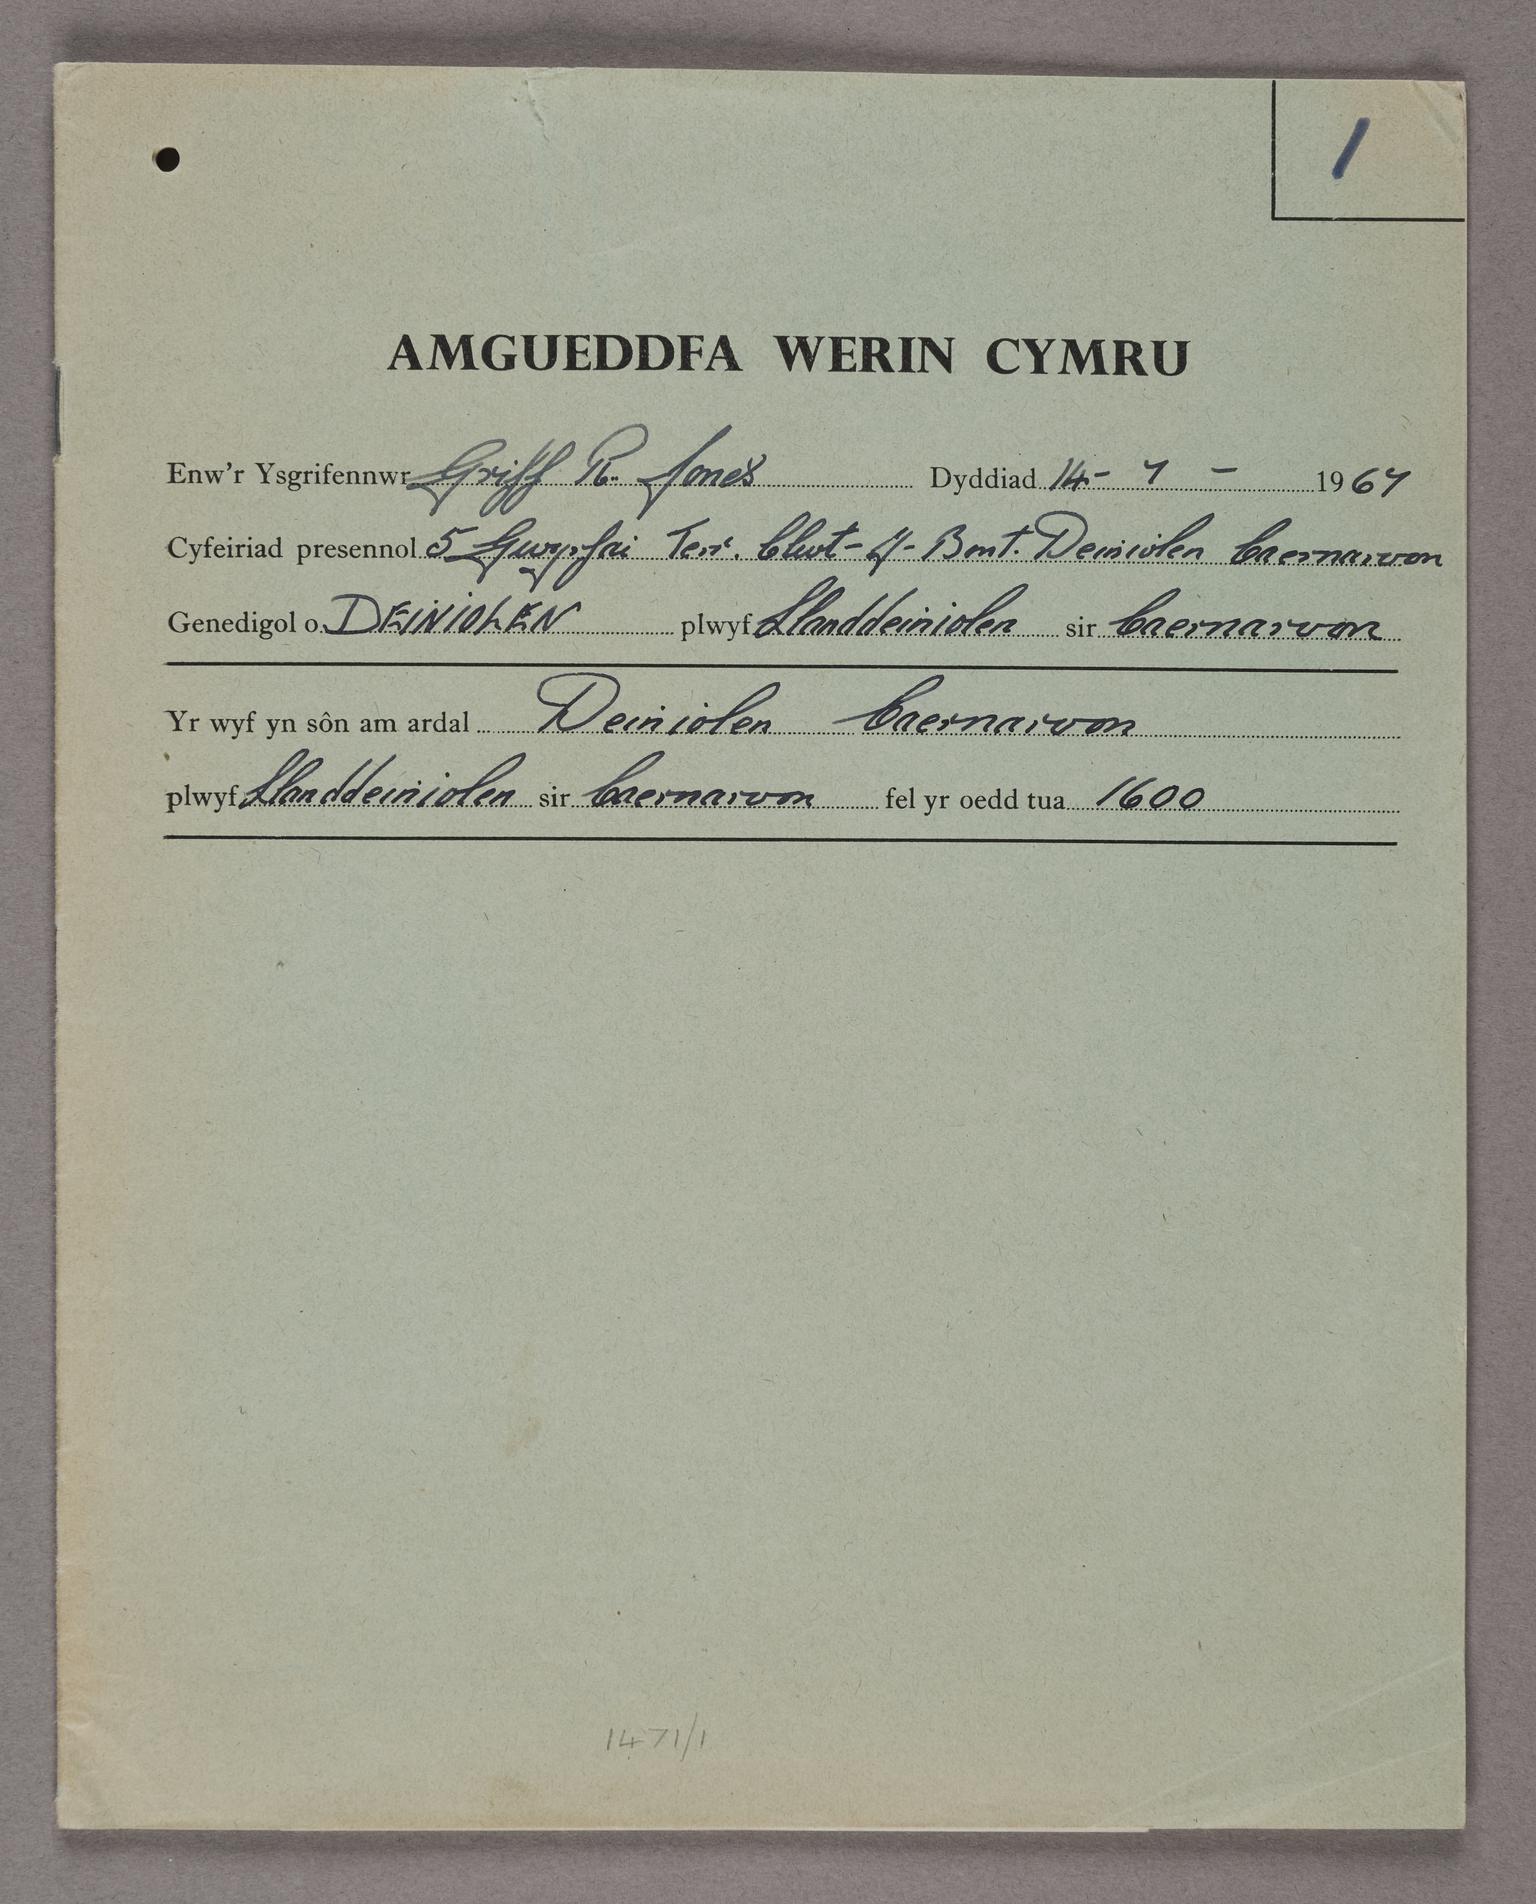 1
AMGUEDDFA WERIN CYMRU
Enw'r Ysgrifennwr Griff R. Jones Dyddiad 14 - 7 - 1967
Cyfeiriad presennol 5 Gwyrfai Terr. Clwt-y-Bont. Deiniolen Caernarvon
Genedigol o DEINIOLEN plwyf Llanddeiniolen sir Caernarvon
Yr wyf yn sôn am ardal Deiniolen Caernarvon
plwyf Llanddeiniolen sir Caernarvon fel yr oedd tua 1600
1471/1